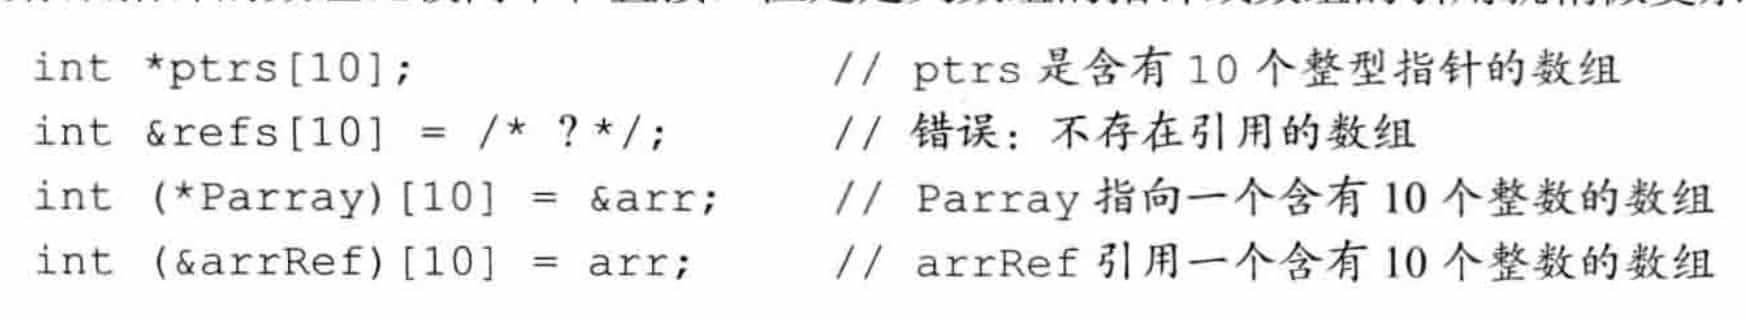 int *ptrs[10]; // ptrs 是含有 10 个整型指针的数组
int &refs[10] = /* ? */; // 错误：不存在引用的数组
int (*Parray)[10] = &arr; // Parray 指向一个含有 10 个整数的数组
int (&arrRef)[10] = arr; // arrRef 引用一个含有 10 个整数的数组